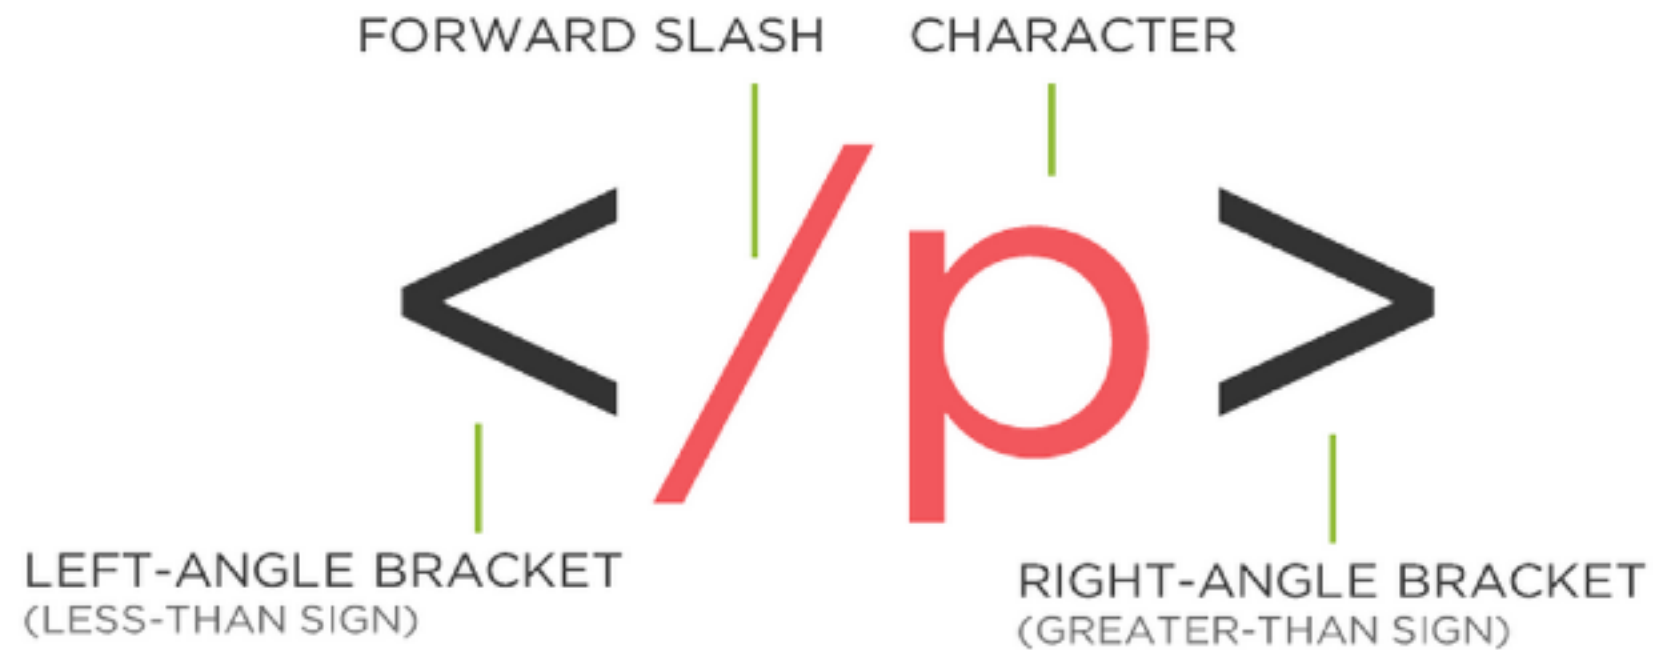 FORWARD SLASH CHARACTER
</p>
LEFT-ANGLE BRACKET
(LESS-THAN SIGN)
RIGHT-ANGLE BRACKET
(GREATER-THAN SIGN)